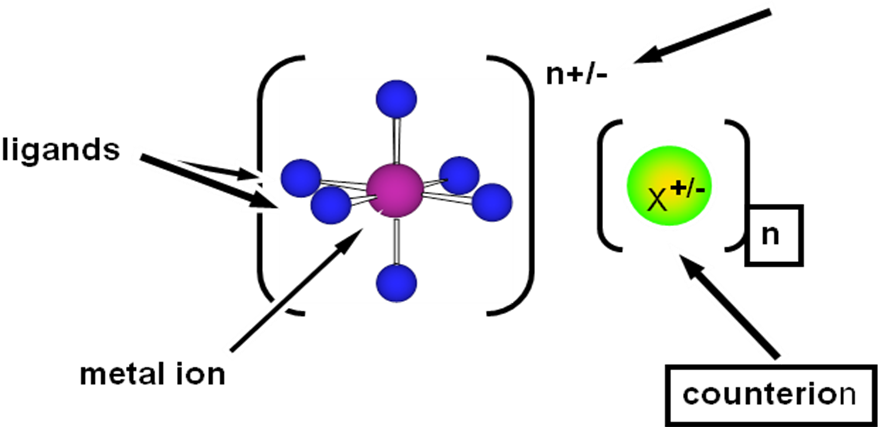 n+/-
ligands
X+/-
n
metal ion
counterion